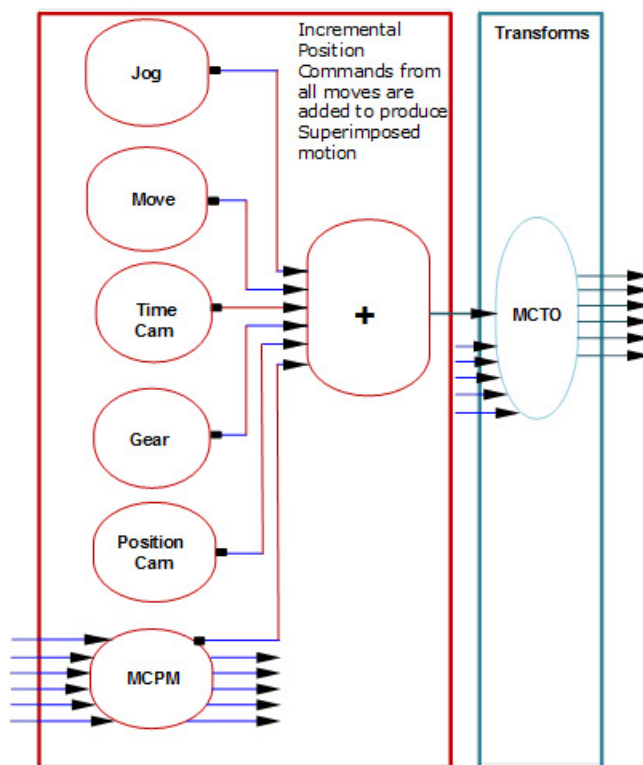 Incremental
Position
Commands from
all moves are
added to produce
Superimposed
motion
Transforms
Jog
Move
Time
Cam
+
MCTO
Gear
Position
Cam
MCPM